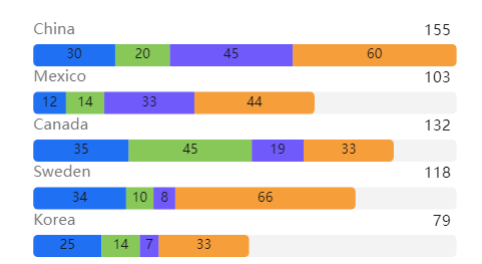 China 155
30 20 45 60
Mexico 103
12 14 33 44
Canada 132
35 45 19 33
Sweden 118
34 10 8 66
Korea 79
25 14 7 33